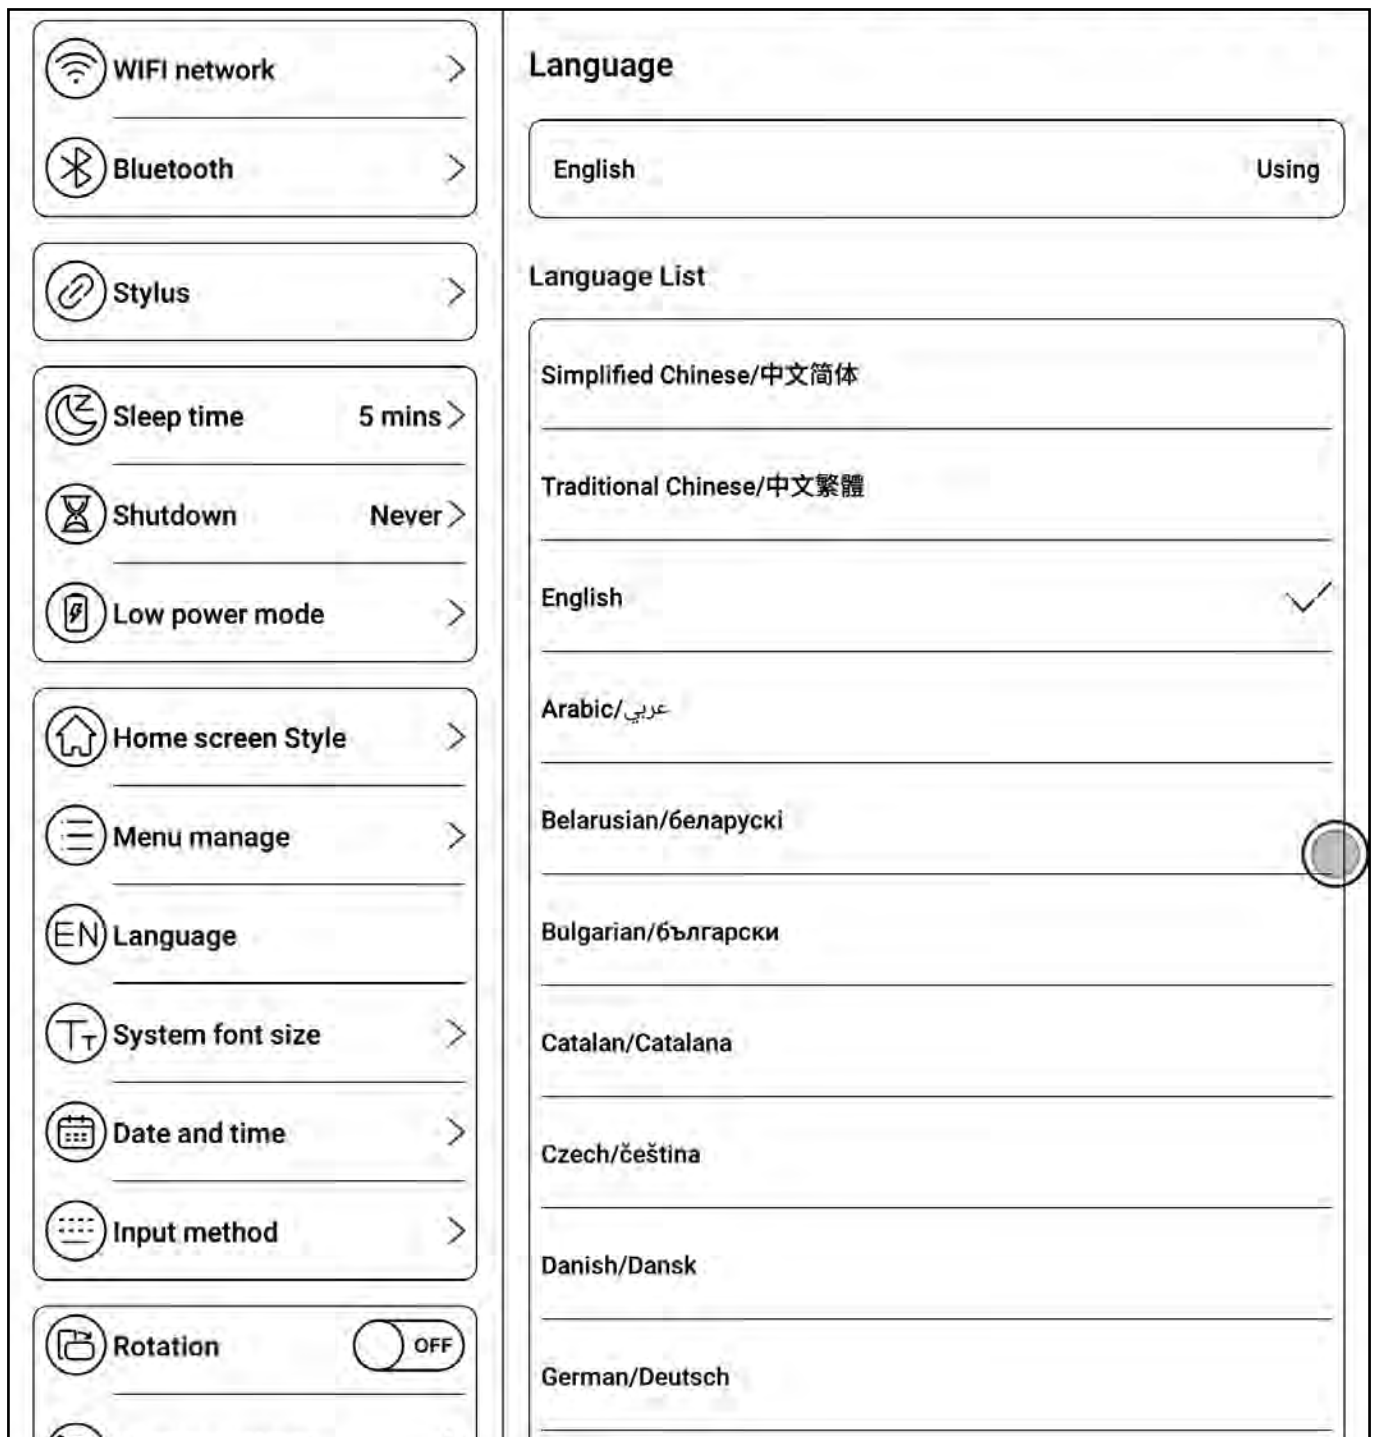 WIFI network
Bluetooth
Stylus
Sleep time 5 mins
Shutdown Never
Low power mode
Home screen Style
Menu manage
EN Language
Tт System font size
Date and time
Input method
Rotation OFF
Language
English Using
Language List
Simplified Chinese/中文简体
Traditional Chinese/中文繁體
English
Arabic/عربي
Belarusian/беларускі
Bulgarian/български
Catalan/Catalana
Czech/čeština
Danish/Dansk
German/Deutsch